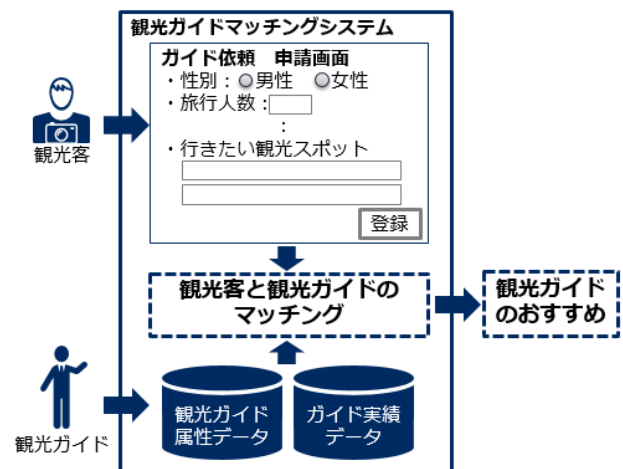 観光ガイドマッチングシステム
ガイド依頼　申請画面
・性別：○男性　○女性
・旅行人数：
：
・行きたい観光スポット
登録
観光客
観光客と観光ガイドの
マッチング
観光ガイド
のおすすめ
観光ガイド
属性データ
ガイド実績
データ
観光ガイド